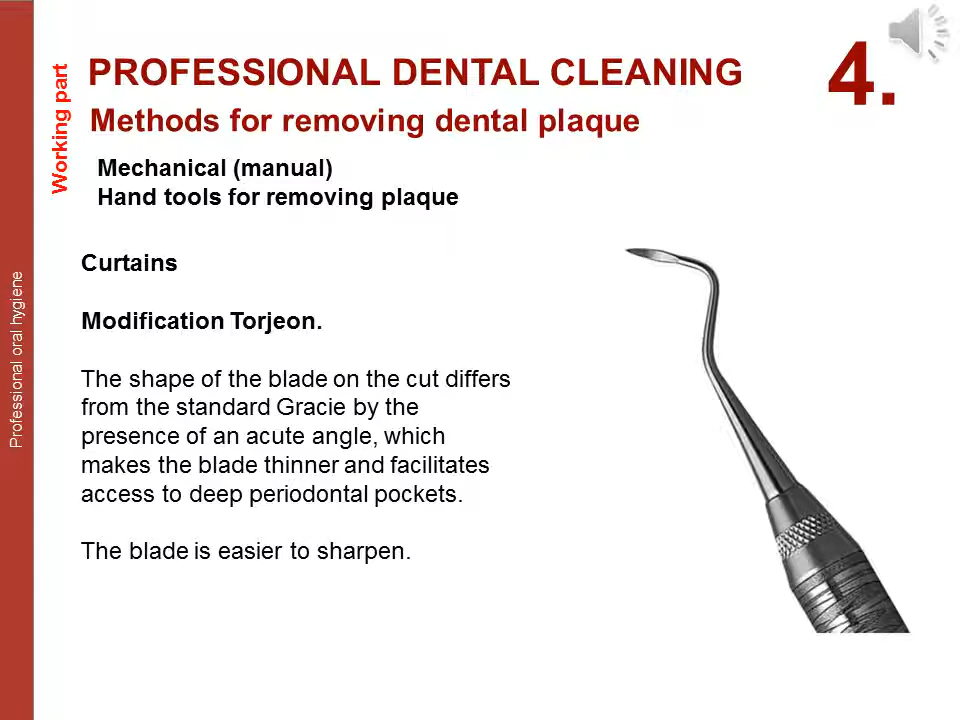 PROFESSIONAL DENTAL CLEANING
4.
Methods for removing dental plaque
Working part
Mechanical (manual)
Hand tools for removing plaque
Curtains
Modification Torjeon.
The shape of the blade on the cut differs
from the standard Gracie by the
presence of an acute angle, which
makes the blade thinner and facilitates
access to deep periodontal pockets.
The blade is easier to sharpen.
Professional oral hygiene